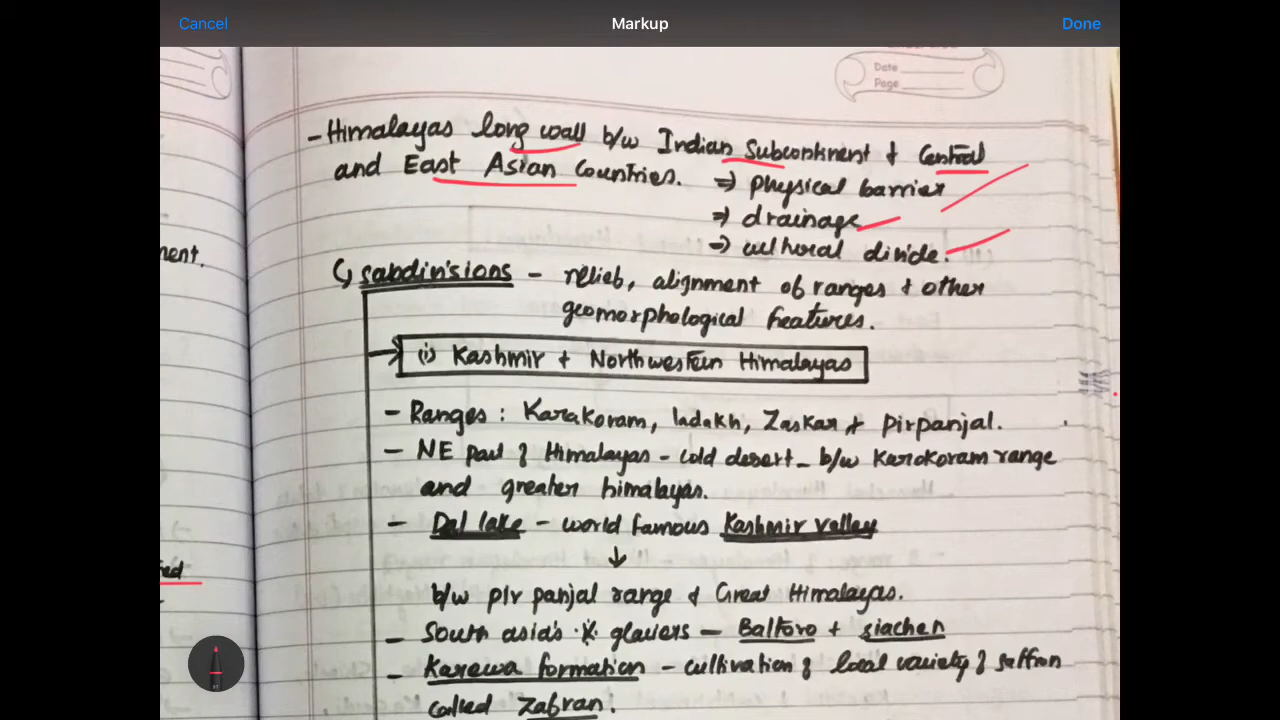 Cancel
Markup
Done
Date
Page
- Himalayas long wall b/w Indian Subcontinent & Central
and East Asian Countries. ⇒ physical barrier
⇒ drainage
⇒ cultural divide.
↳ subdivisions - relief, alignment of ranges & other
geomorphological features.
ment.
(i) Kashmir & Northwestern Himalayas
- Ranges: Karakoram, ladakh, Zaskar & pirpanjal.
- NE part of Himalayas - cold desert - b/w Karokoram range
and greater himalayas.
- Dal lake - world famous Kashmir valley
↓
b/w pir panjal range & Great Himalayas.
- South asia's glaciers - Baltoro & siachen
- Karewa formation - cultivation of local variety of saffron
called Zafran.